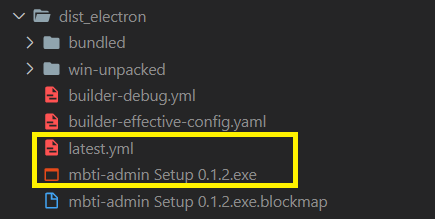 dist_electron
bundled
win-unpacked
builder-debug.yml
builder-effective-config.yaml
latest.yml
mbti-admin Setup 0.1.2.exe
mbti-admin Setup 0.1.2.exe.blockmap